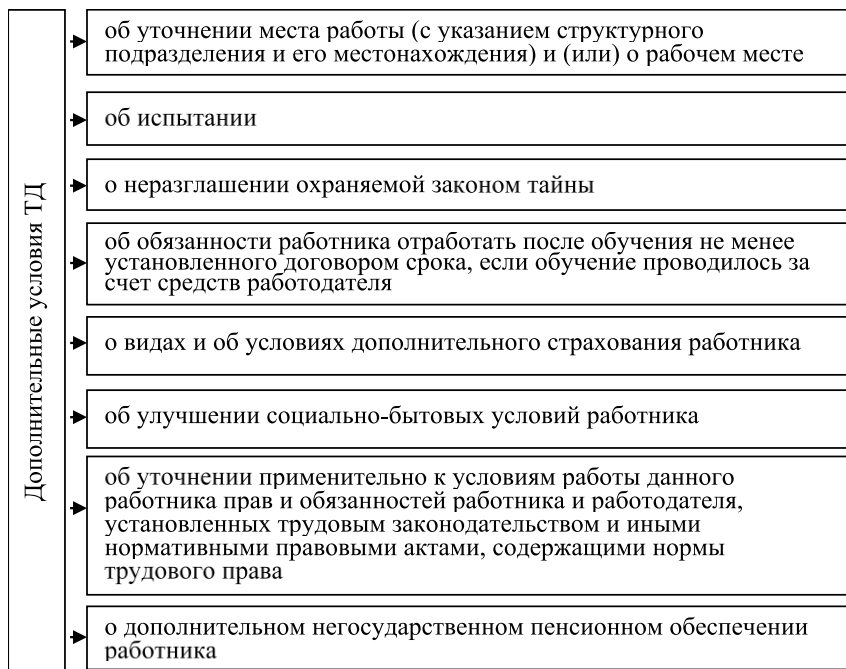 Дополнительные условия ТД
об уточнении места работы (с указанием структурного
подразделения и его местонахождения) и (или) о рабочем месте
об испытании
о неразглашении охраняемой законом тайны
об обязанности работника отработать после обучения не менее
установленного договором срока, если обучение проводилось за
счет средств работодателя
о видах и об условиях дополнительного страхования работника
об улучшении социально-бытовых условий работника
об уточнении применительно к условиям работы данного
работника прав и обязанностей работника и работодателя,
установленных трудовым законодательством и иными
нормативными правовыми актами, содержащими нормы
трудового права
о дополнительном негосударственном пенсионном обеспечении
работника